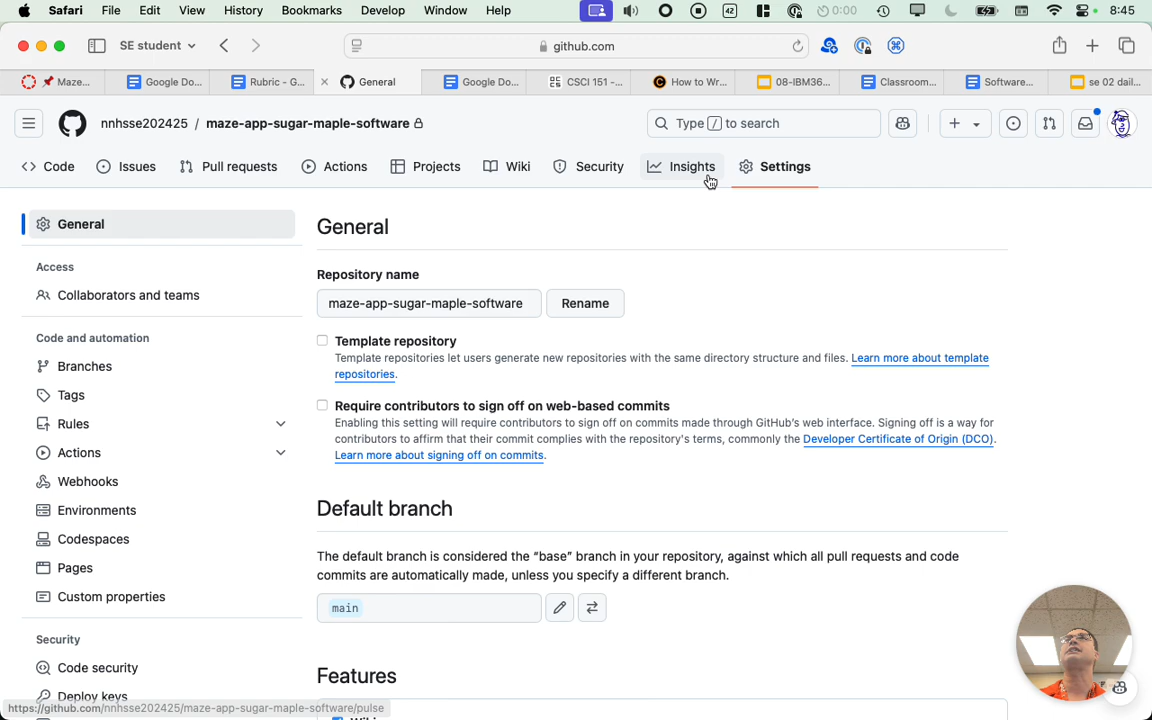 Safari File Edit View History Bookmarks Develop Window Help 42 0:00 8:45
SE student github.com
Maze... Google Do... Rubric - G... General Google Do... CSCI 151 -... How to Wr... 08-IBM36... Classroom... Software... se 02 dail...
nnhsse202425 / maze-app-sugar-maple-software Type / to search
Code Issues Pull requests Actions Projects Wiki Security Insights Settings
General
Access
Collaborators and teams
Code and automation
Branches
Tags
Rules
Actions
Webhooks
Environments
Codespaces
Pages
Custom properties
Security
Code security
Deploy keys
https://github.com/nnhsse202425/maze-app-sugar-maple-software/pulse
General
Repository name
maze-app-sugar-maple-software Rename
Template repository
Template repositories let users generate new repositories with the same directory structure and files. Learn more about template
repositories.
Require contributors to sign off on web-based commits
Enabling this setting will require contributors to sign off on commits made through GitHub's web interface. Signing off is a way for
contributors to affirm that their commit complies with the repository's terms, commonly the Developer Certificate of Origin (DCO).
Learn more about signing off on commits.
Default branch
The default branch is considered the “base” branch in your repository, against which all pull requests and code
commits are automatically made, unless you specify a different branch.
main
Features